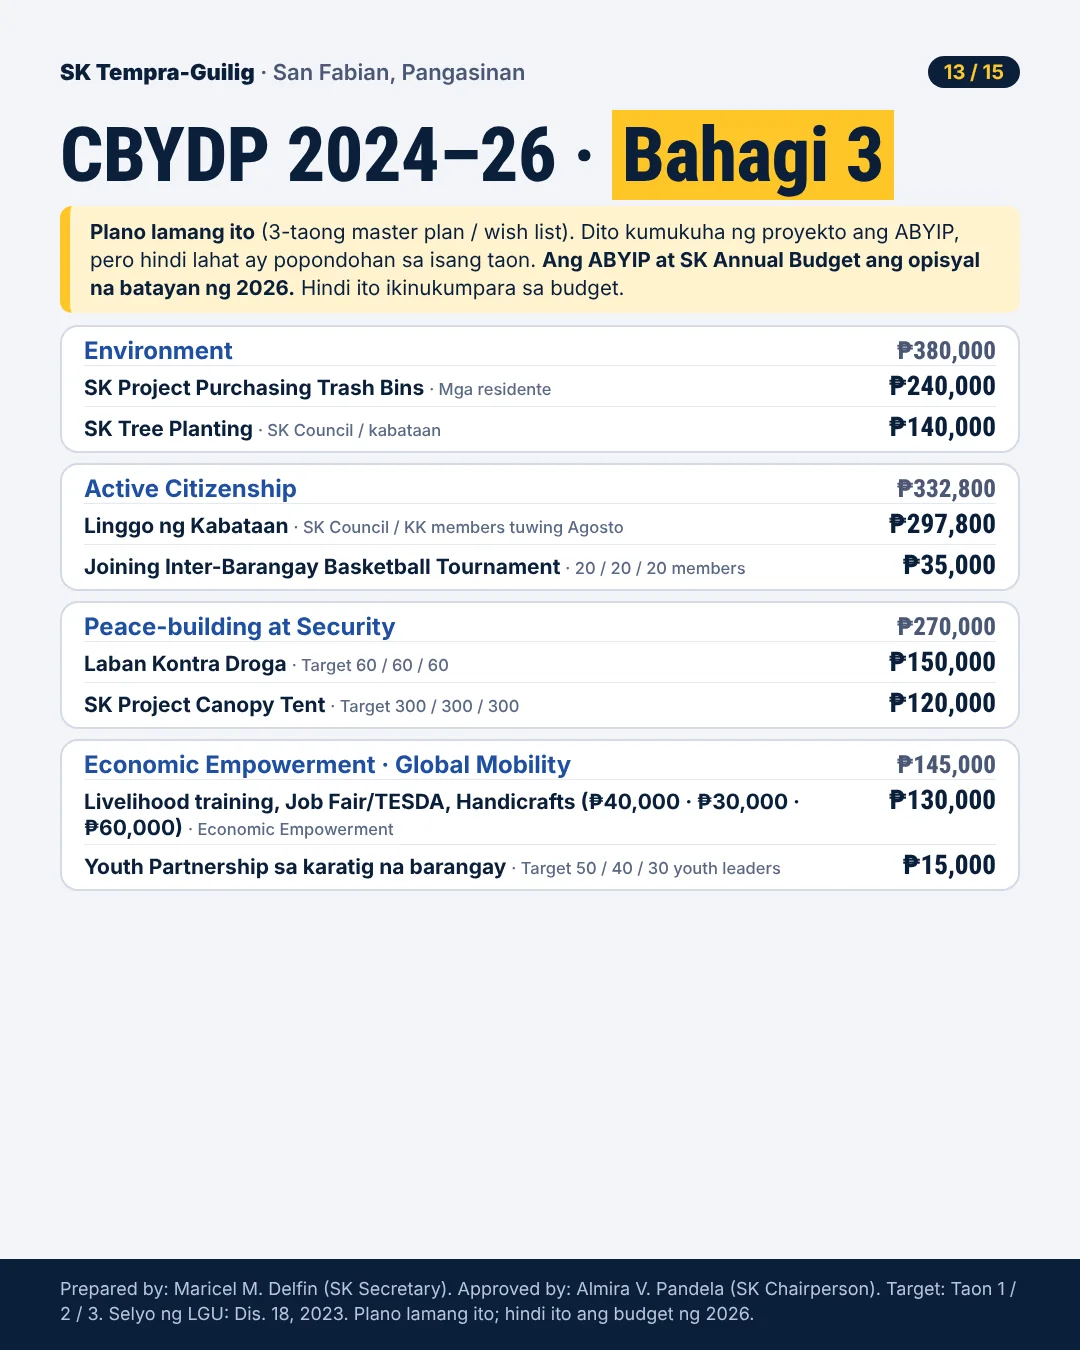 SK Tempra-Guilig · San Fabian, Pangasinan
13 / 15
CBYDP 2024–26 · Bahagi 3
Plano lamang ito (3-taong master plan / wish list). Dito kumukuha ng proyekto ang ABYIP,
pero hindi lahat ay popondohan sa isang taon. Ang ABYIP at SK Annual Budget ang opisyal
na batayan ng 2026. Hindi ito ikinukumpara sa budget.
Environment ₱380,000
SK Project Purchasing Trash Bins · Mga residente ₱240,000
SK Tree Planting · SK Council / kabataan ₱140,000
Active Citizenship ₱332,800
Linggo ng Kabataan · SK Council / KK members tuwing Agosto ₱297,800
Joining Inter-Barangay Basketball Tournament · 20 / 20 / 20 members ₱35,000
Peace-building at Security ₱270,000
Laban Kontra Droga · Target 60 / 60 / 60 ₱150,000
SK Project Canopy Tent · Target 300 / 300 / 300 ₱120,000
Economic Empowerment · Global Mobility ₱145,000
Livelihood training, Job Fair/TESDA, Handicrafts (₱40,000 · ₱30,000 · ₱130,000
₱60,000) · Economic Empowerment
Youth Partnership sa karatig na barangay · Target 50 / 40 / 30 youth leaders ₱15,000
Prepared by: Maricel M. Delfin (SK Secretary). Approved by: Almira V. Pandela (SK Chairperson). Target: Taon 1 /
2 / 3. Selyo ng LGU: Dis. 18, 2023. Plano lamang ito; hindi ito ang budget ng 2026.